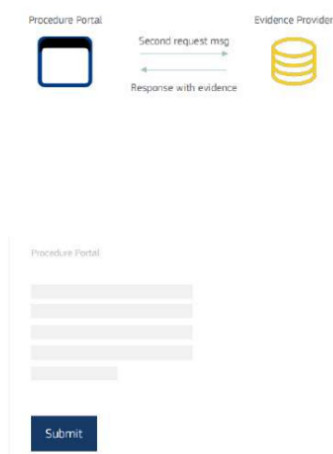 Procedure Portal
Evidence Provider
Second request msg
Response with evidence
Procedure Portal
Submit